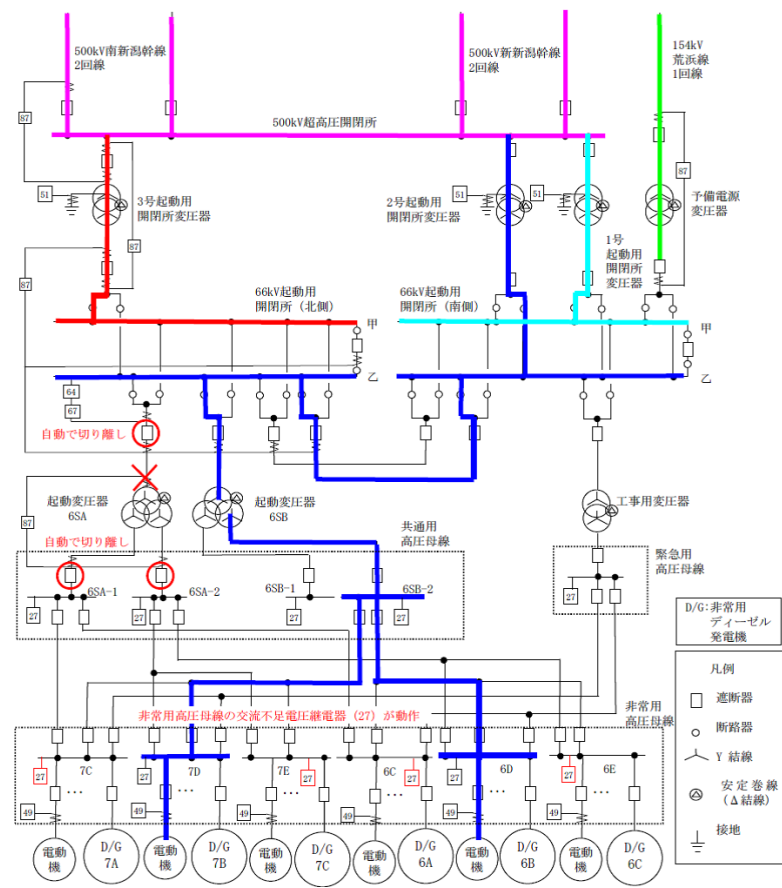 500kV南新潟幹線
2回線
500kV新新潟幹線
2回線
154kV
荒浜線
1回線
87
500kV超高圧開閉所
87
51
3号起動用
開閉所変圧器
51
2号起動用
開閉所変圧器
51
予備電源
変圧器
1号
起動用
開閉所
変圧器
87
87
66kV起動用
開閉所（北側）
66kV起動用
開閉所（南側）
甲
甲
乙
乙
64
67
自動で切り離し
起動変圧器
6SA
起動変圧器
6SB
工事用変圧器
87
自動で切り離し
共通用
高圧母線
緊急用
高圧母線
6SA-1
6SA-2
6SB-1
6SB-2
27
27
27
27
27
D/G:非常用
ディーゼル
発電機
凡例
遮断器
断路器
Y 結線
安定巻線
(Δ結線)
接地
非常用高圧母線の交流不足電圧継電器（27）が動作
非常用
高圧母線
7C
7D
7E
6C
6D
6E
27
27
27
27
27
27
…
…
…
…
…
…
49
49
49
49
49
49
電動
機
D/G
7A
電動
機
D/G
7B
電動
機
D/G
7C
電動
機
D/G
6A
電動
機
D/G
6B
電動
機
D/G
6C